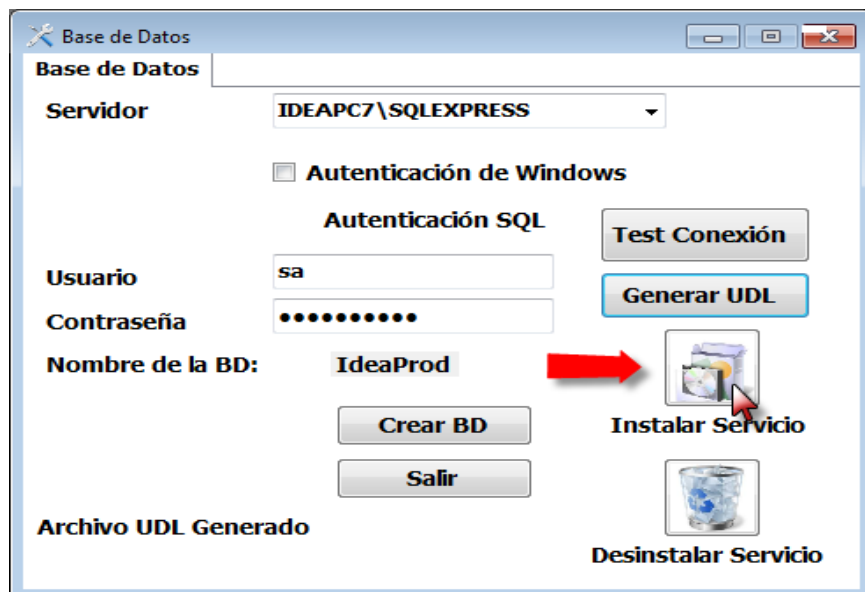 Base de Datos
Base de Datos
Servidor
IDEAPC7\SQLEXPRESS
Autenticación de Windows
Autenticación SQL
Test Conexión
Usuario
sa
Generar UDL
Contraseña
••••••••••
Nombre de la BD:
IdeaProd
Crear BD
Instalar Servicio
Salir
Archivo UDL Generado
Desinstalar Servicio